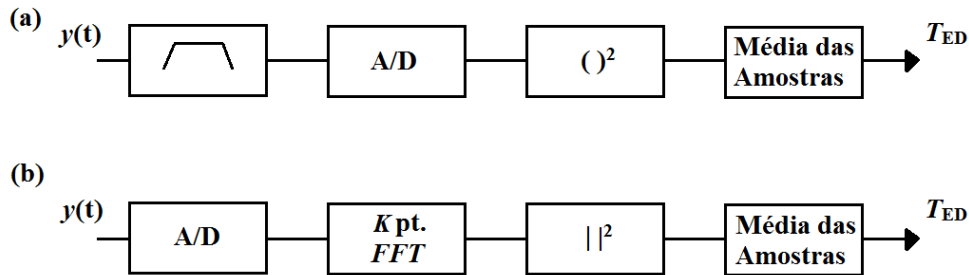 (a)
y(t)
A/D
( )²
Média das
Amostras
T_ED
(b)
y(t)
A/D
K pt.
FFT
| |²
Média das
Amostras
T_ED